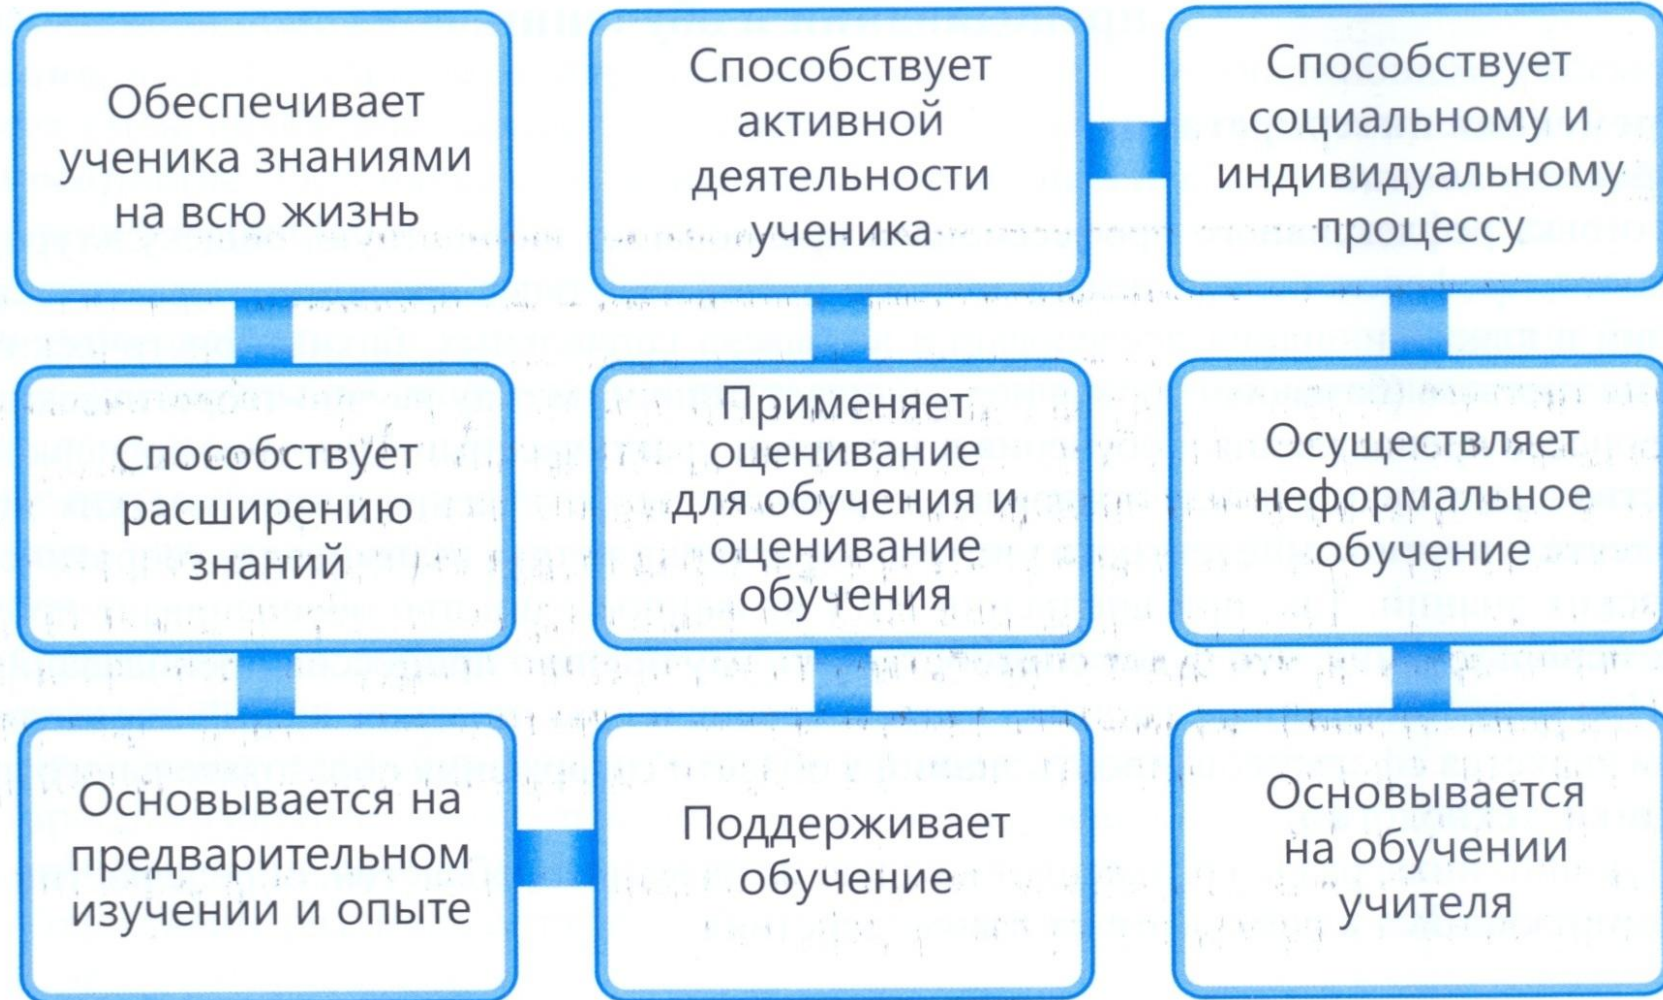 Обеспечивает
ученика знаниями
на всю жизнь
Способствует
расширению
знаний
Основывается на
предварительном
изучении и опыте
Поддерживает
обучение
Применяет
оценивание
для обучения и
оценивание
обучения
Способствует
активной
деятельности
ученика
Способствует
социальному и
индивидуальному
процессу
Осуществляет
неформальное
обучение
Основывается
на обучении
учителя